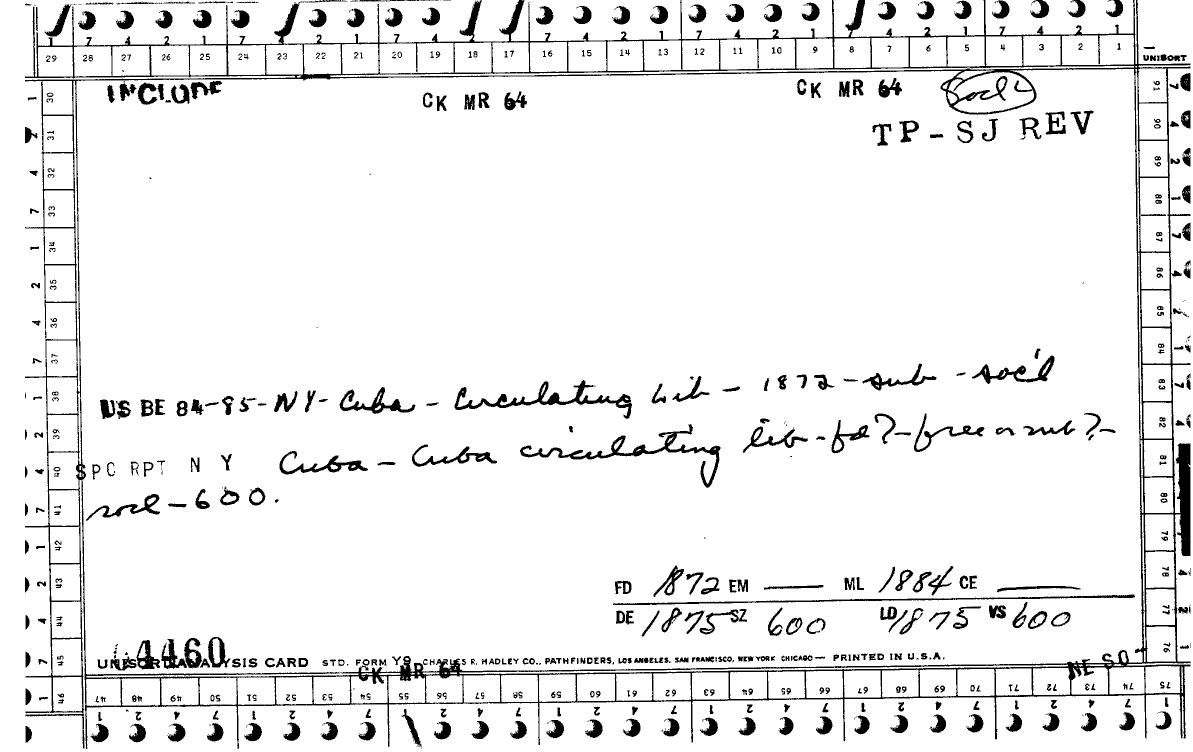 7 4 2 1 7 4 2 1 7 4 2 1 7 4 2 1 7 4 2 1 7 4 2 1
29 28 27 26 25 24 23 22 21 20 19 18 17 16 15 14 13 12 11 10 9 8 7 6 5 4 3 2 1
UNISORT
INCLUDE
CK MR 64 CK MR 64 Socl
TP-SJ REV
US BE 84-85-NY-Cuba - Circulating Lib - 1872 - sub - soc'l
SPC RPT N Y Cuba - Cuba circulating lib - fd? - free or sub? -
socl - 600.
FD 1872 EM —— ML 1884 CE ——
DE 1875 SZ 600 LD 1875 VS 600
4460
UNISORT ANALYSIS CARD STD. FORM Y9 CHARLES R. HADLEY CO., PATHFINDERS, LOS ANGELES, SAN FRANCISCO, NEW YORK CHICAGO — PRINTED IN U.S.A.
CK MR 64
NE SO-
30 31 32 33 34 35 36 37 38 39 40 41 42 43 44 45 46
91 90 89 88 87 86 85 84 83 82 81 80 79 78 77 76
47 48 49 50 51 52 53 54 55 56 57 58 59 60 61 62 63 64 65 66 67 68 69 70 71 72 73 74 75